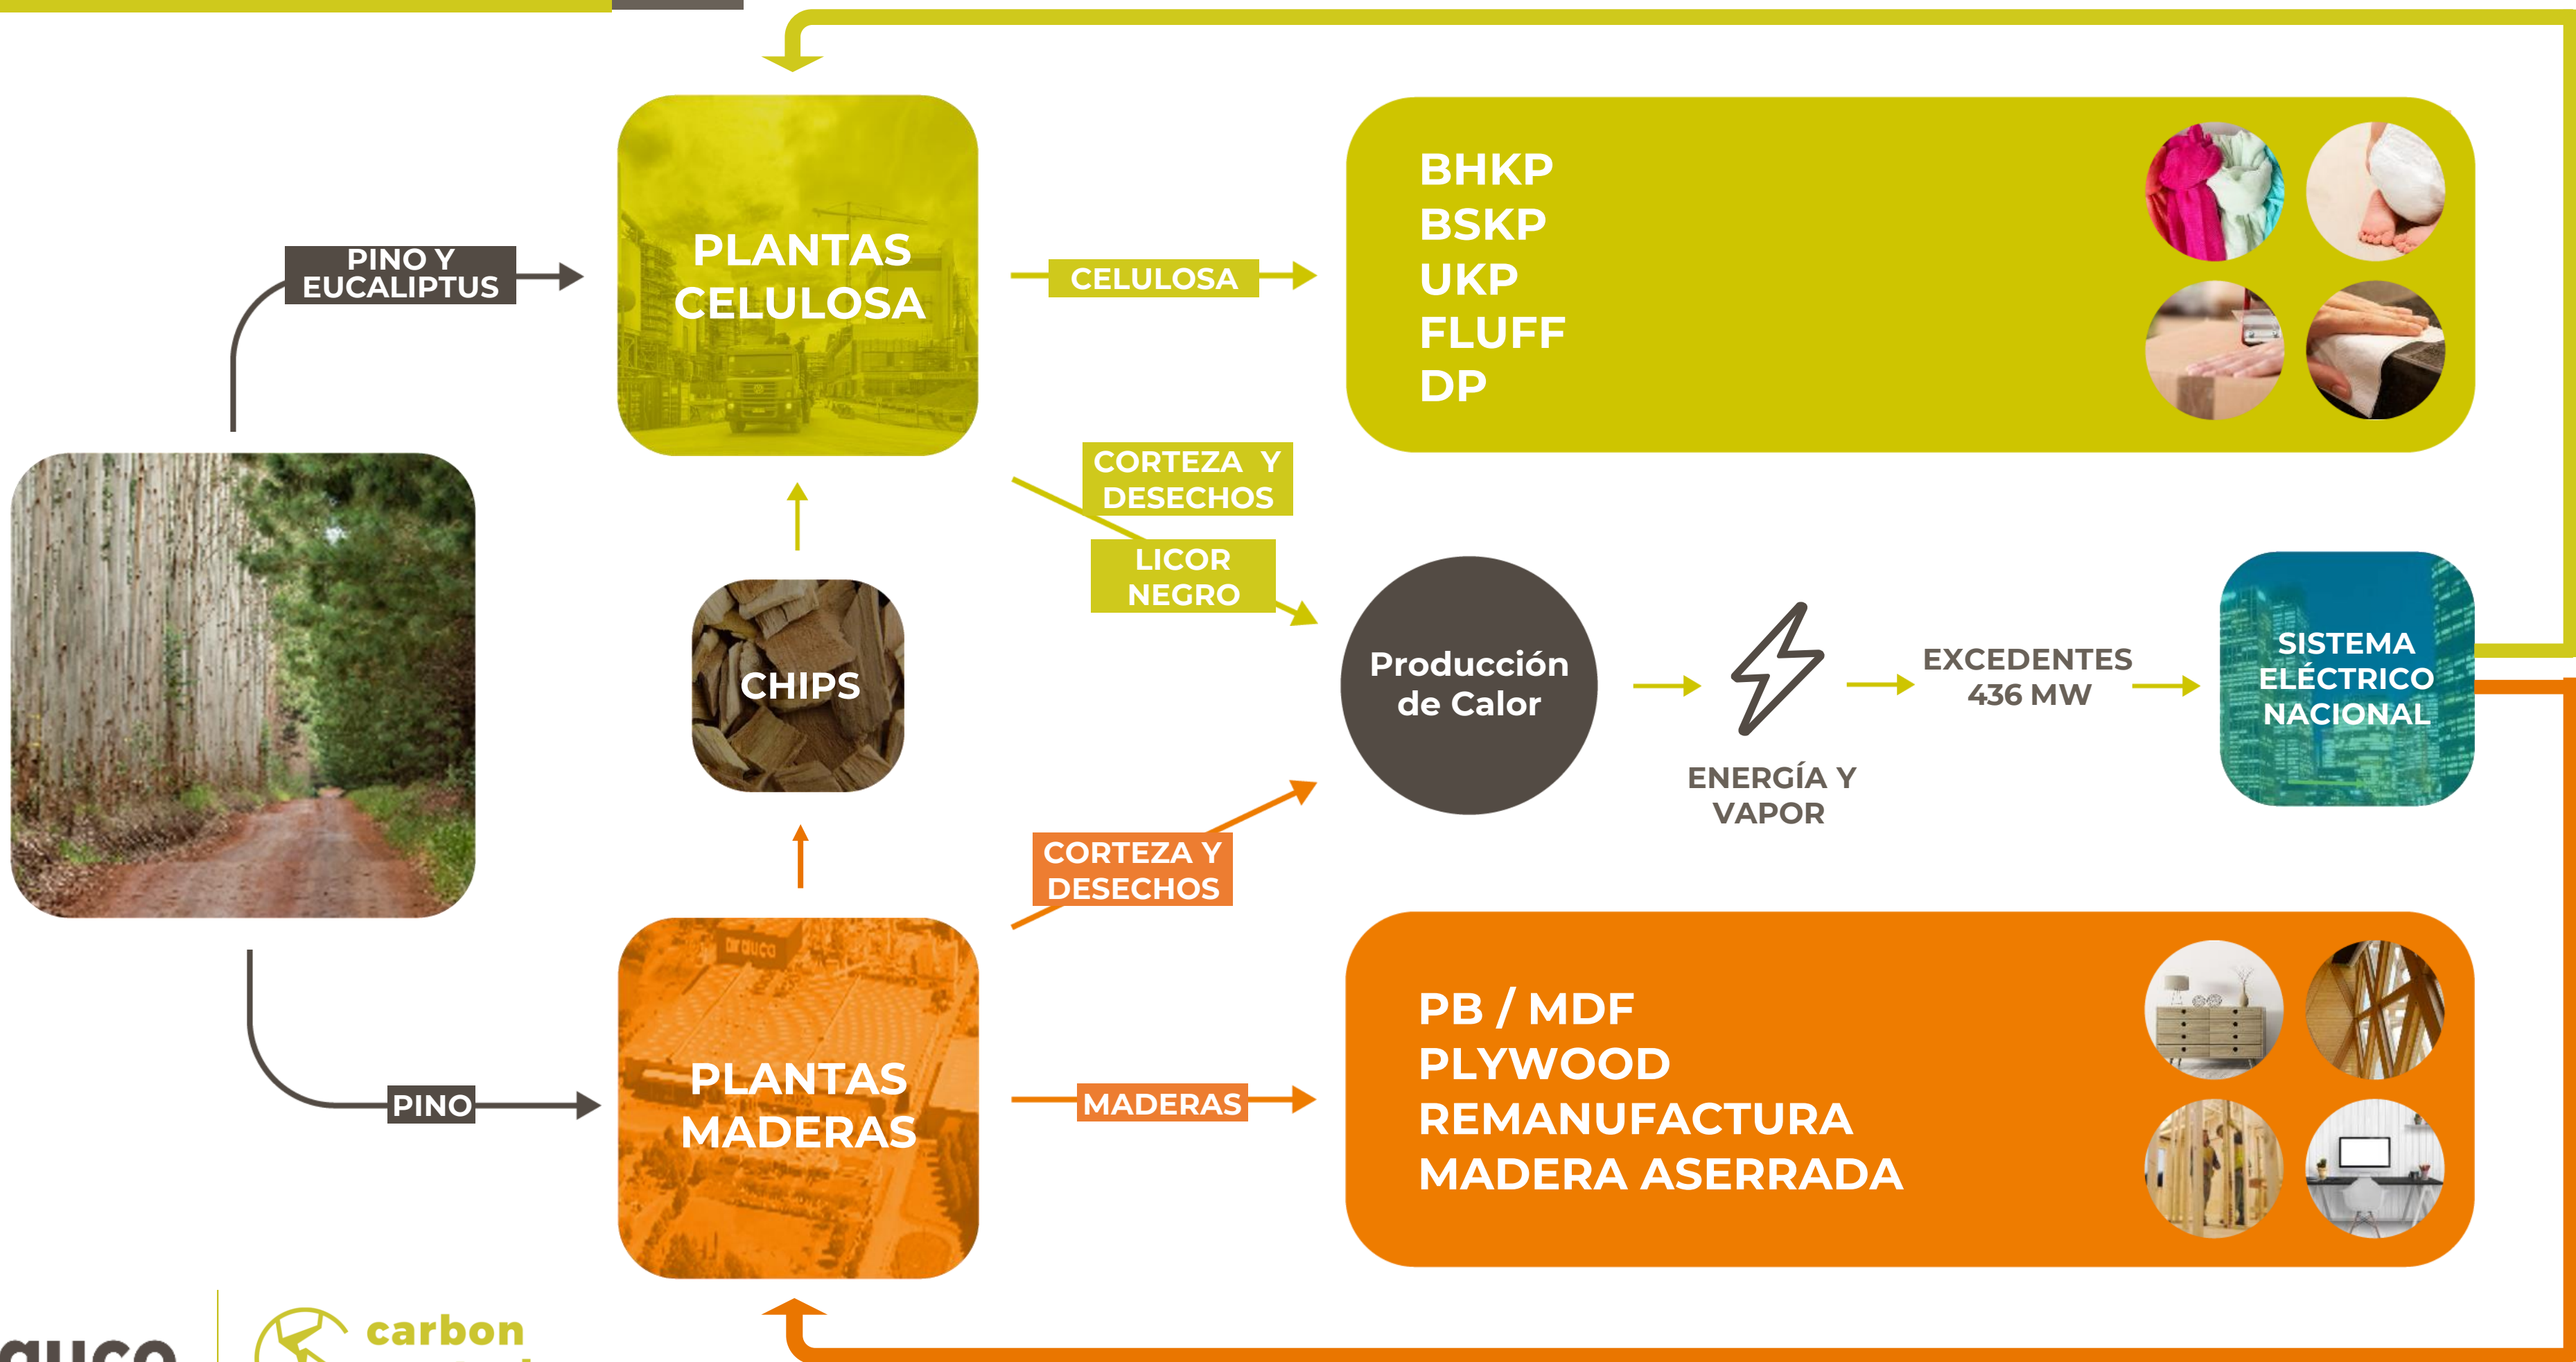 PINO Y
EUCALIPTUS
PLANTAS
CELULOSA
CELULOSA
BHKP
BSKP
UKP
FLUFF
DP
CORTEZA Y
DESECHOS
LICOR
NEGRO
CHIPS
Producción
de Calor
ENERGÍA Y
VAPOR
EXCEDENTES
436 MW
SISTEMA
ELÉCTRICO
NACIONAL
CORTEZA Y
DESECHOS
PINO
PLANTAS
MADERAS
MADERAS
PB / MDF
PLYWOOD
REMANUFACTURA
MADERA ASERRADA
carbon